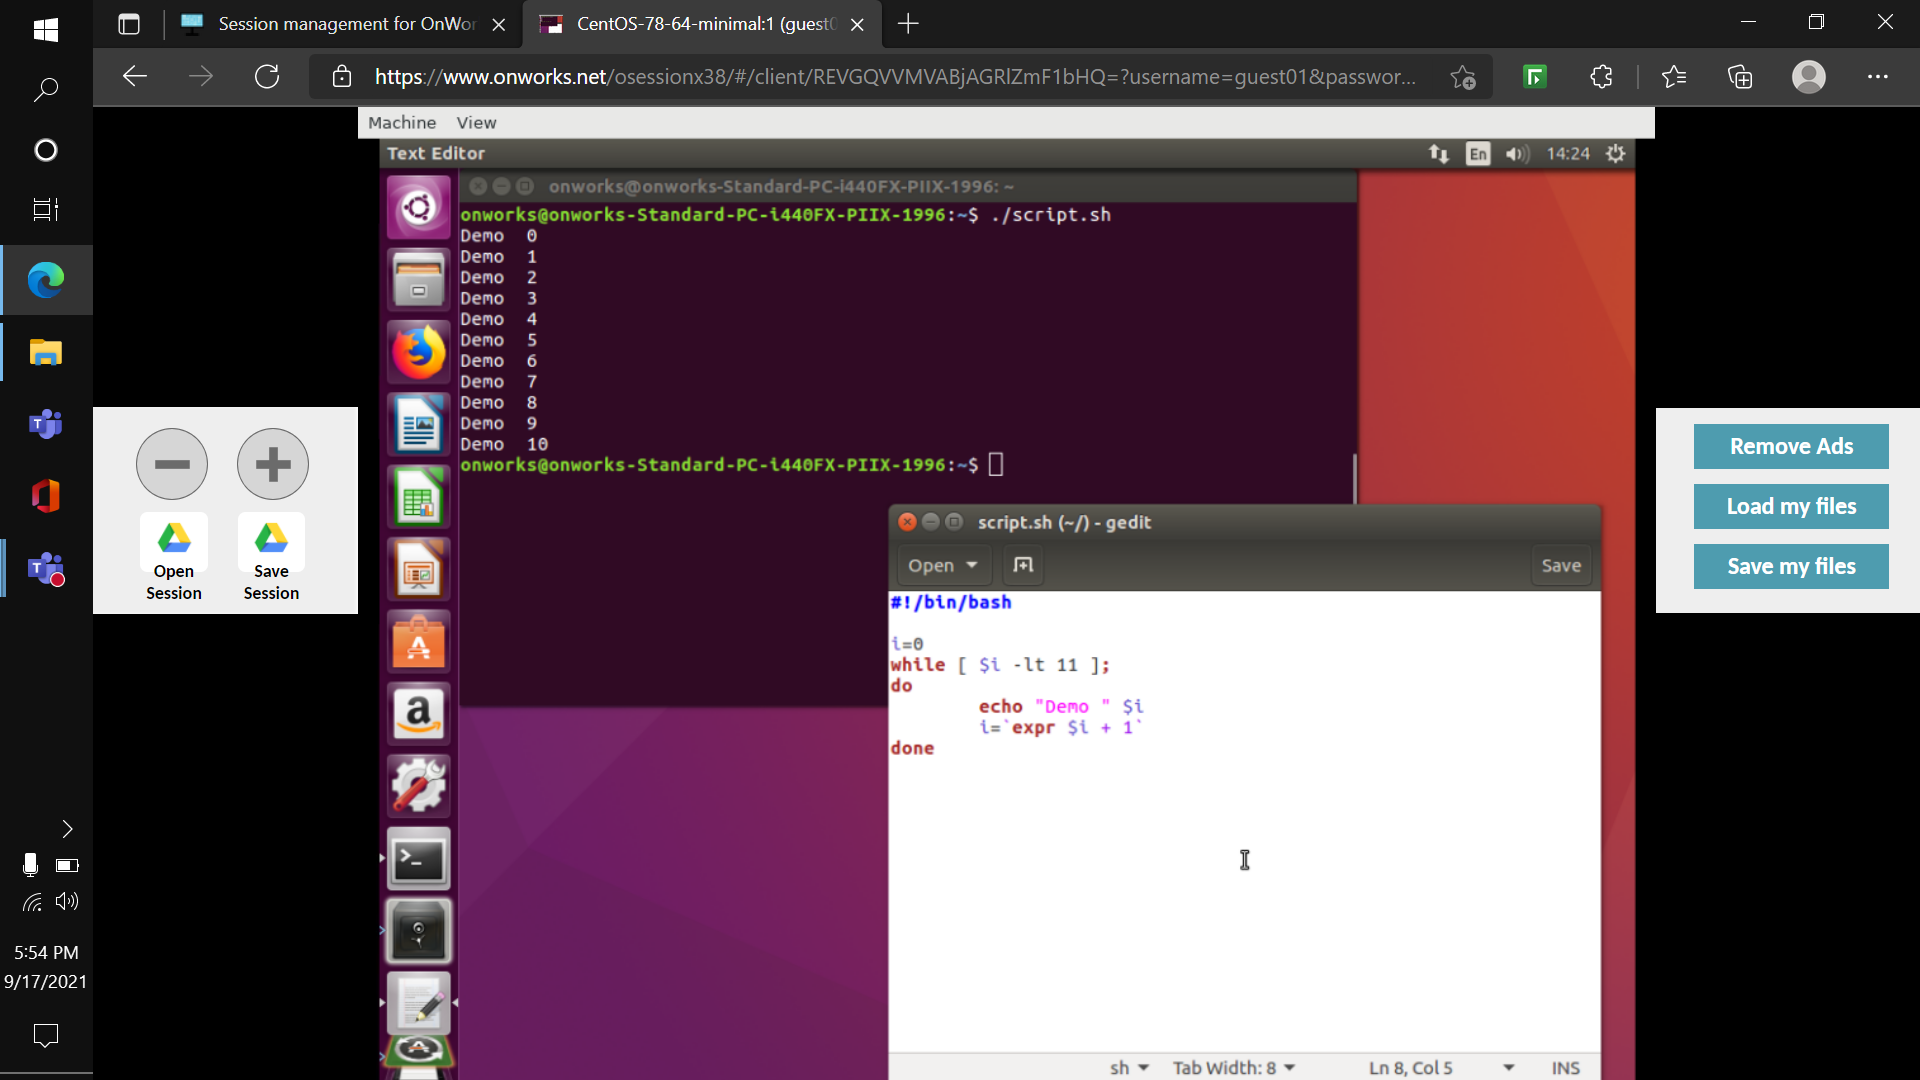 Session management for OnWor
CentOS-78-64-minimal:1 (guest0
https://www.onworks.net/osessionx38/#/client/REVGQVVMVABjAGRlZmF1bHQ=?username=guest01&passwor...
Machine View
Text Editor
En
14:24
onworks@onworks-Standard-PC-i440FX-PIIX-1996: ~
onworks@onworks-Standard-PC-i440FX-PIIX-1996:~$ ./script.sh
Demo  0
Demo  1
Demo  2
Demo  3
Demo  4
Demo  5
Demo  6
Demo  7
Demo  8
Demo  9
Demo  10
onworks@onworks-Standard-PC-i440FX-PIIX-1996:~$
script.sh (~/) - gedit
Open
Save
#!/bin/bash
i=0
while [ $i -lt 11 ];
do
echo "Demo " $i
i=`expr $i + 1`
done
sh
Tab Width: 8
Ln 8, Col 5
INS
Open
Session
Save
Session
Remove Ads
Load my files
Save my files
5:54 PM
9/17/2021